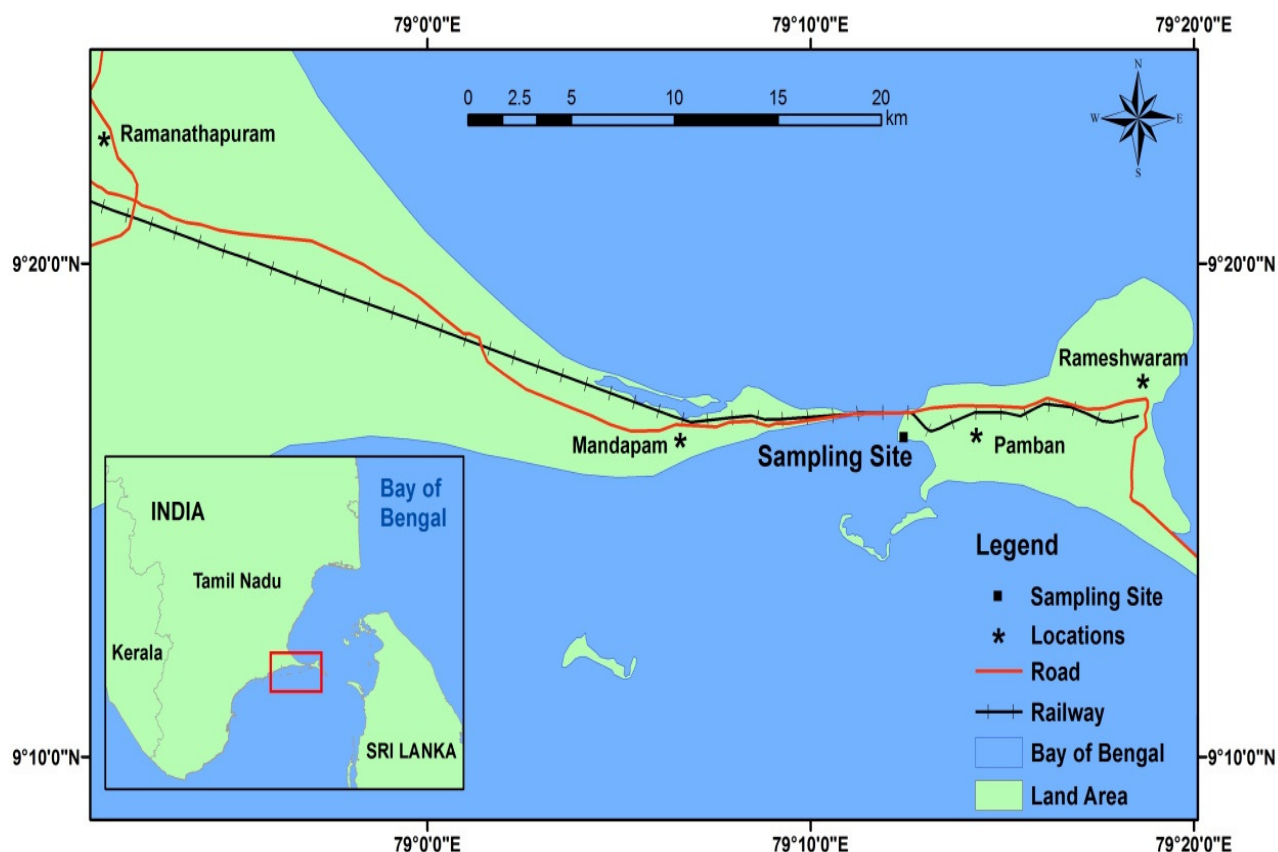 79°0'0"E
79°10'0"E
79°20'0"E
0 2.5 5 10 15 20
km
N
W
E
S
Ramanathapuram
9°20'0"N
9°20'0"N
Rameshwaram
Mandapam
Sampling Site
Pamban
Bay of
Bengal
INDIA
Tamil Nadu
Kerala
SRI LANKA
Legend
Sampling Site
Locations
Road
Railway
Bay of Bengal
Land Area
9°10'0"N
9°10'0"N
79°0'0"E
79°10'0"E
79°20'0"E